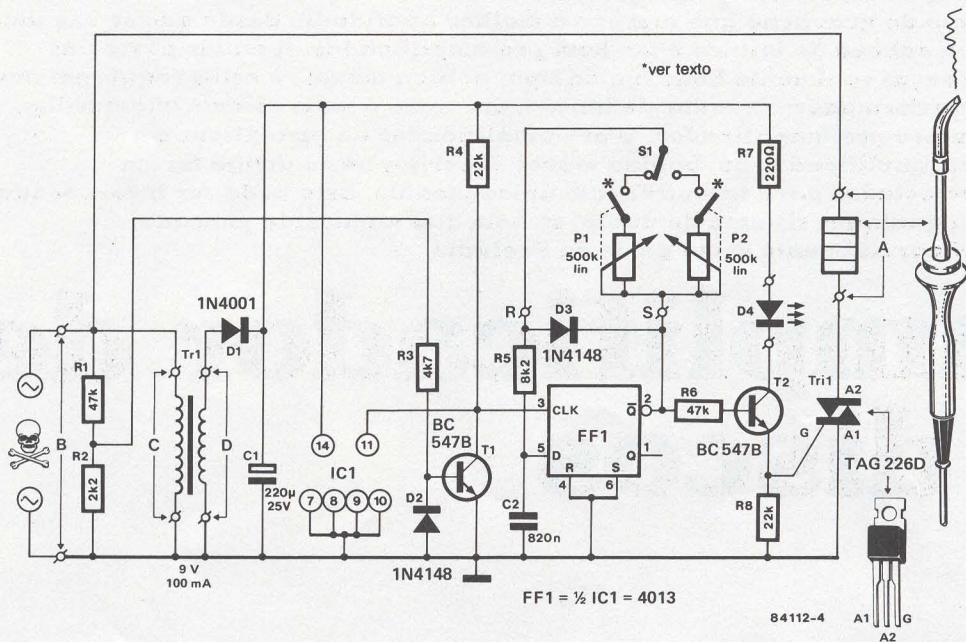 *ver texto
R4
22k
S1
*
*
R7
220Ω
P1
500k
lin
P2
500k
lin
A
1N4001
D1
Tr1
R1
47k
R2
2k2
B
C
D
C1
220µ
25V
R3
4k7
R
D3
1N4148
S
D4
R5
8k2
T2
Tri1
A2
A1
G
BC
547B
T1
3
CLK
Q
2
FF1
5
D
Q
1
R
S
4
6
R6
47k
BC 547B
TAG 226D
14
11
IC1
7
8
9
10
D2
C2
820n
R8
22k
9 V
100 mA
1N4148
FF1 = ½ IC1 = 4013
84112-4
A1
G
A2